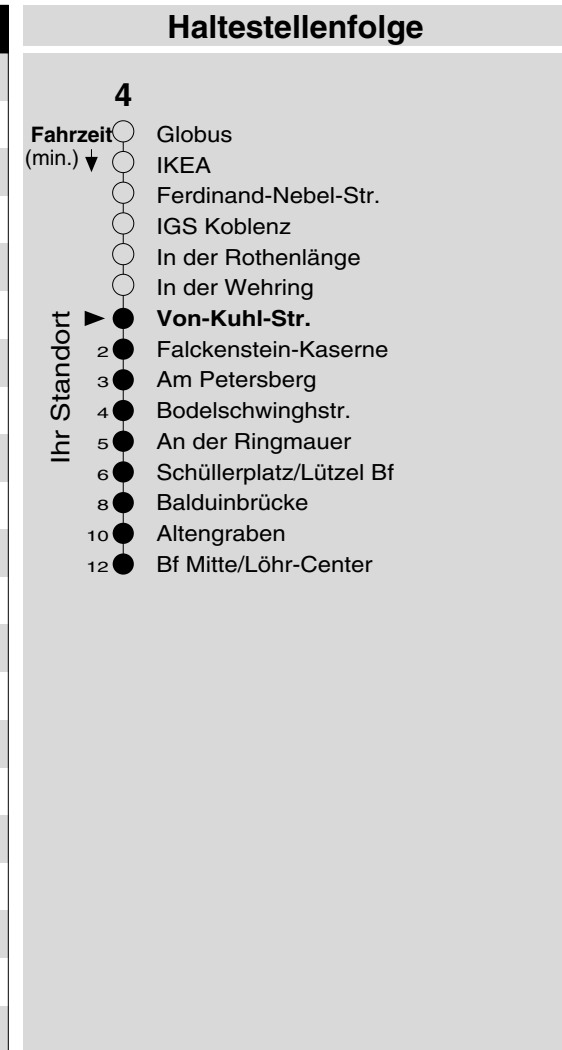 Haltestellenfolge
4
Fahrzeit Globus
(min.) IKEA
Ferdinand-Nebel-Str.
IGS Koblenz
In der Rothenlänge
In der Wehring
Ihr Standort
Von-Kuhl-Str.
2 Falckenstein-Kaserne
3 Am Petersberg
4 Bodelschwinghstr.
5 An der Ringmauer
6 Schüllerplatz/Lützel Bf
8 Balduinbrücke
10 Altengraben
12 Bf Mitte/Löhr-Center